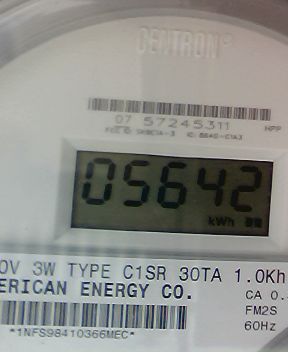 CENTRON®
07 57245311
05642
kWh
0V 3W TYPE C1SR 30TA 1.0Kh
ERICAN ENERGY CO.
CA 0.
FM2S
*1NFS98410366MEC*
60Hz